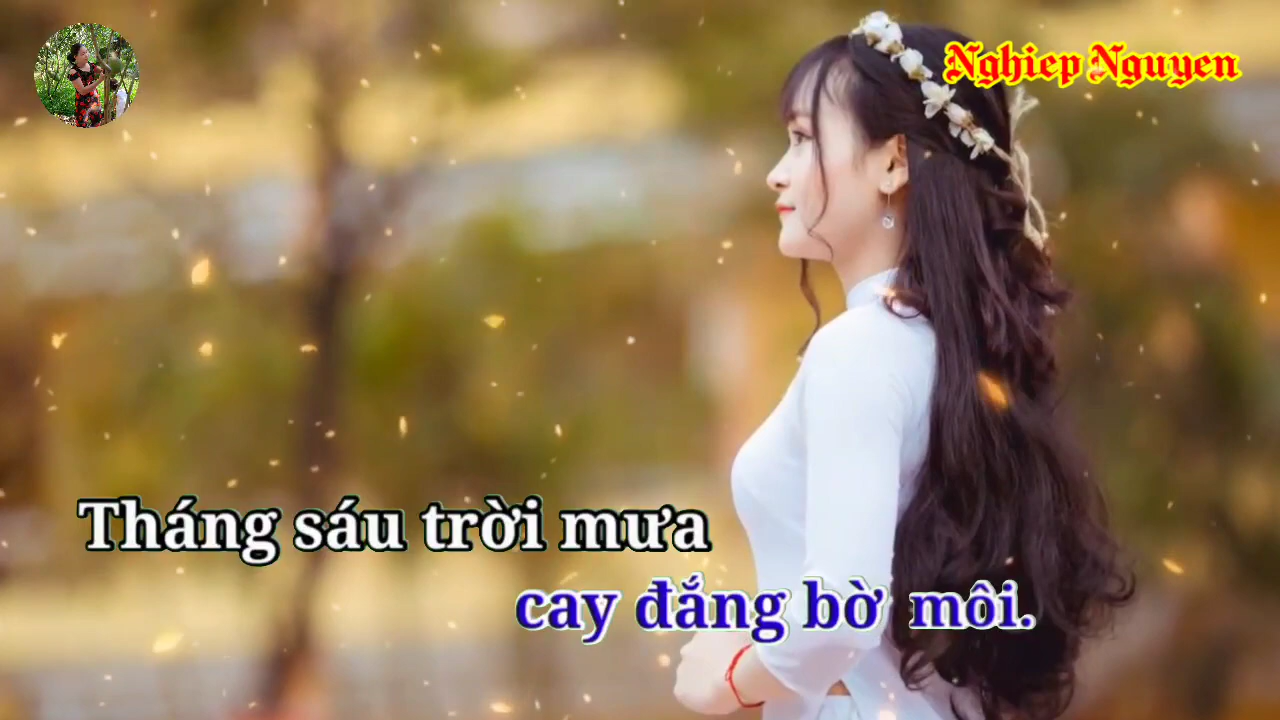 Nghiep Nguyen
Tháng sáu trời mưa
cay đắng bờ môi.